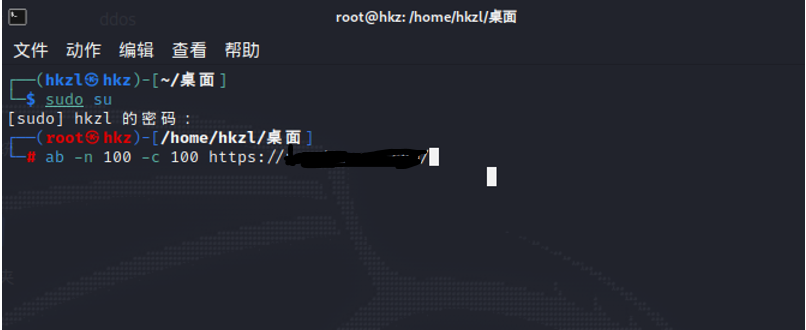 ddos
root@hkz: /home/hkzl/桌面
文件 动作 编辑 查看 帮助
┌──(hkzl㉿hkz)-[~/桌面]
└─$ sudo su
[sudo] hkzl 的密码：
┌──(root㉿hkz)-[/home/hkzl/桌面]
└─# ab -n 100 -c 100 https://
/